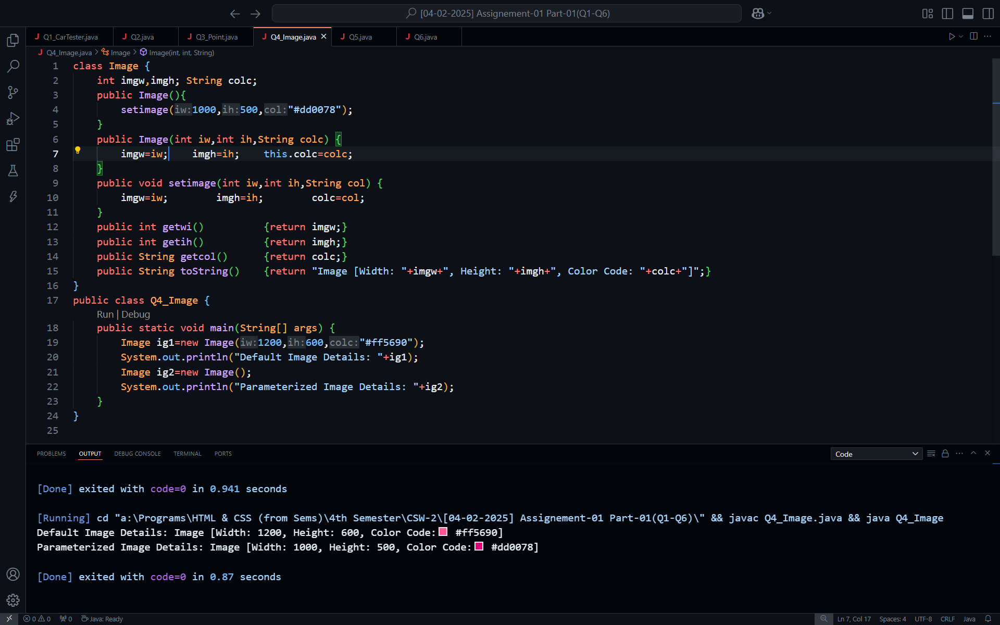 [04-02-2025] Assignement-01 Part-01(Q1-Q6)
J Q1_CarTester.java J Q2.java J Q3_Point.java J Q4_Image.java J Q5.java J Q6.java
J Q4_Image.java > Image > Image(int, int, String)
1 class Image {
2 int imgw,imgh; String colc;
3 public Image(){
4 setimage(iw:1000,ih:500,col:"#dd0078");
5 }
6 public Image(int iw,int ih,String colc) {
7 imgw=iw; imgh=ih; this.colc=colc;
8 }
9 public void setimage(int iw,int ih,String col) {
10 imgw=iw; imgh=ih; colc=col;
11 }
12 public int getwi() {return imgw;}
13 public int getih() {return imgh;}
14 public String getcol() {return colc;}
15 public String toString() {return "Image [Width: "+imgw+", Height: "+imgh+", Color Code: "+colc+"]";}
16 }
17 public class Q4_Image {
Run | Debug
18 public static void main(String[] args) {
19 Image ig1=new Image(iw:1200,ih:600,colc:"#ff5690");
20 System.out.println("Default Image Details: "+ig1);
21 Image ig2=new Image();
22 System.out.println("Parameterized Image Details: "+ig2);
23 }
24 }
25
PROBLEMS OUTPUT DEBUG CONSOLE TERMINAL PORTS Code
[Done] exited with code=0 in 0.941 seconds
[Running] cd "a:\Programs\HTML & CSS (from Sems)\4th Semester\CSW-2\[04-02-2025] Assignement-01 Part-01(Q1-Q6)\" && javac Q4_Image.java && java Q4_Image
Default Image Details: Image [Width: 1200, Height: 600, Color Code: #ff5690]
Parameterized Image Details: Image [Width: 1000, Height: 500, Color Code: #dd0078]
[Done] exited with code=0 in 0.87 seconds
0 0 0 Java: Ready Ln 7, Col 17 Spaces: 4 UTF-8 CRLF Java